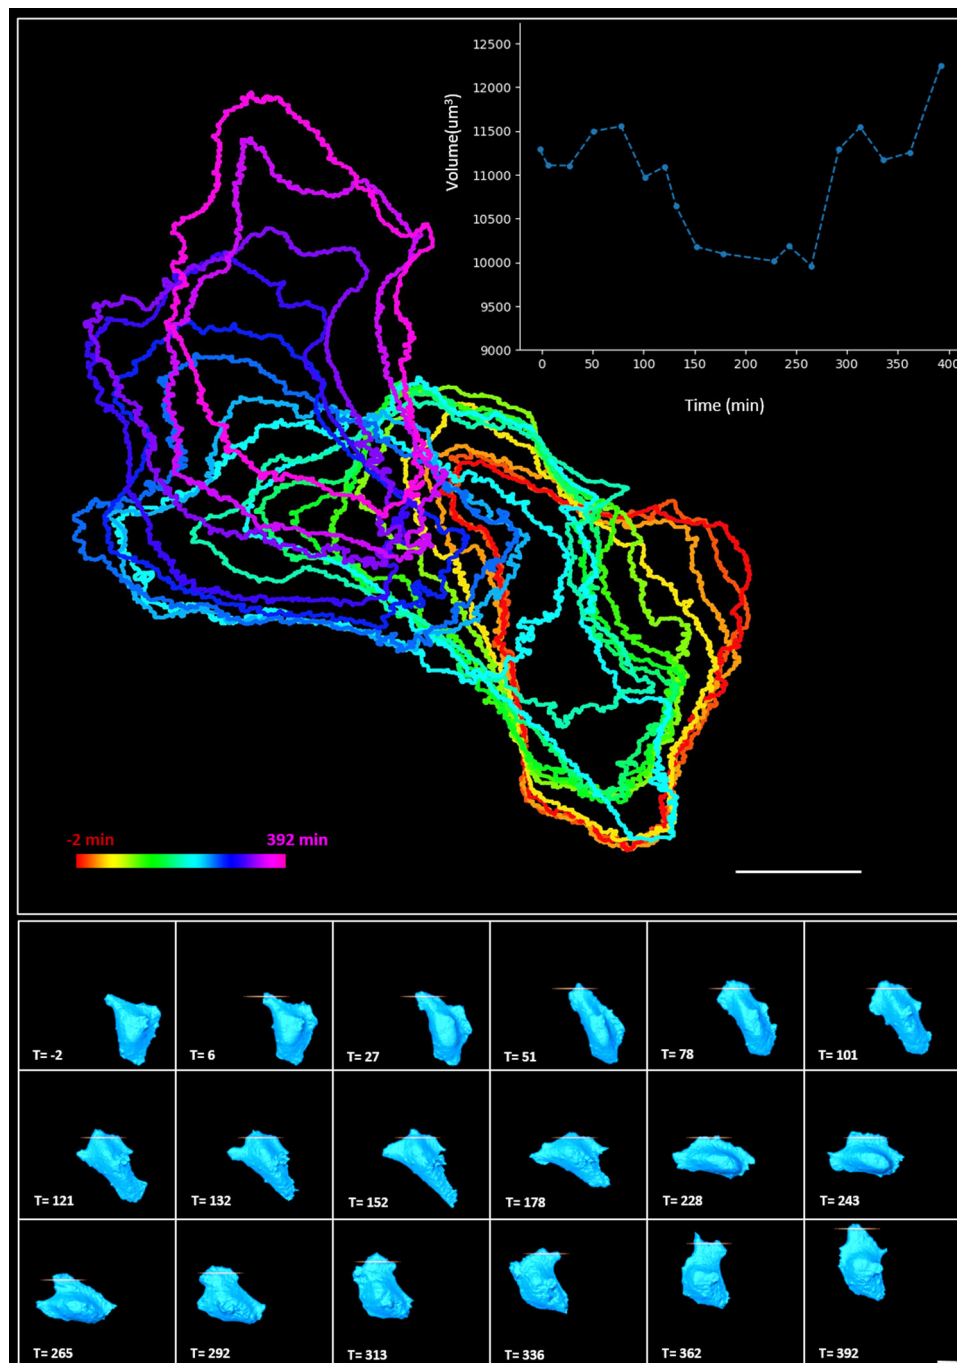 12500
12000
11500
11000
10500
10000
9500
9000
Volume(um³)
0 50 100 150 200 250 300 350 400
Time (min)
-2 min 392 min
T= -2
T= 6
T= 27
T= 51
T= 78
T= 101
T= 121
T= 132
T= 152
T= 178
T= 228
T= 243
T= 265
T= 292
T= 313
T= 336
T= 362
T= 392